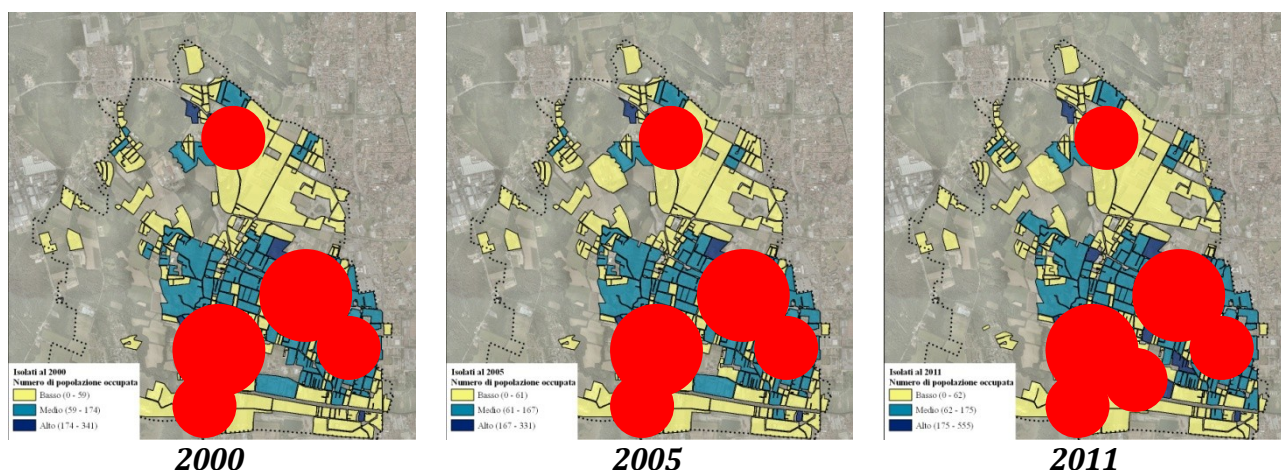 Isolati al 2000
Numero di popolazione occupata
Basso (0 - 59)
Medio (59 - 174)
Alto (174 - 341)
2000
Isolati al 2005
Numero di popolazione occupata
Basso (0 - 61)
Medio (61 - 167)
Alto (167 - 331)
2005
Isolati al 2011
Numero di popolazione occupata
Basso (0 - 62)
Medio (62 - 175)
Alto (175 - 555)
2011